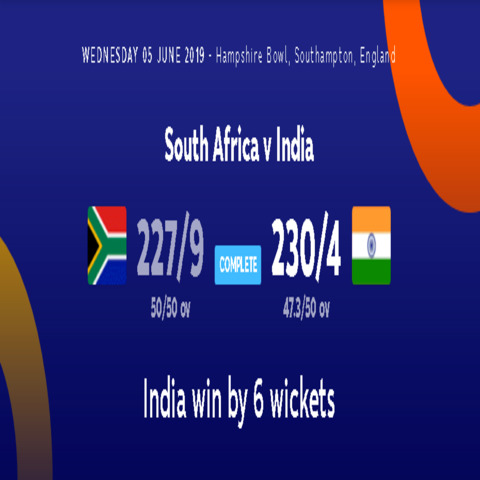 WEDNESDAY 05 JUNE 2019 - Hampshire Bowl, Southampton, England
South Africa v India
227/9 COMPLETE 230/4
50/50 ov 47.3/50 ov
India win by 6 wickets